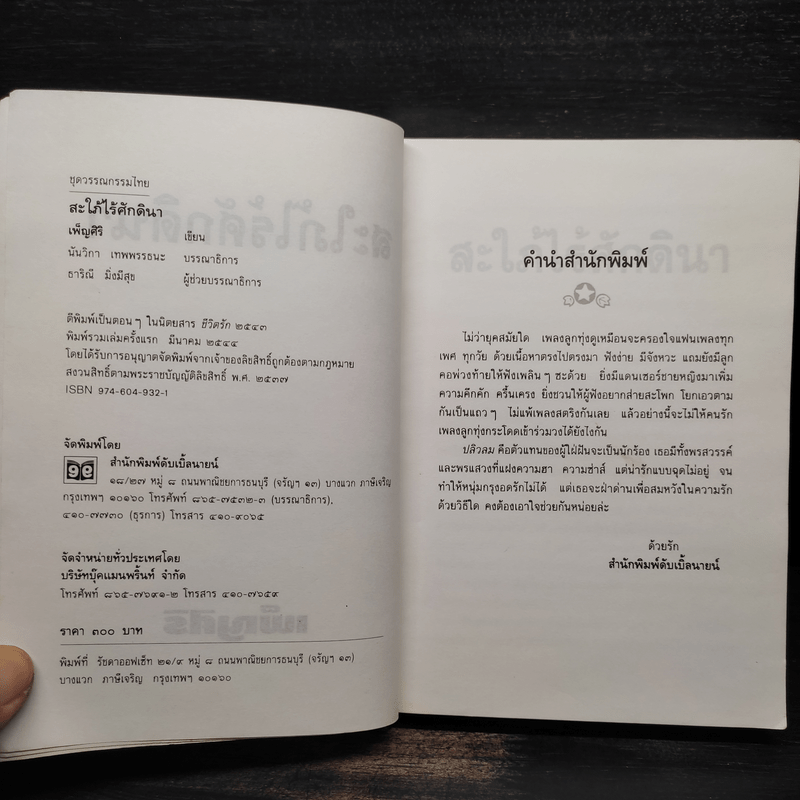 ชุดวรรณกรรมไทย
สะใภ้ไร้ศักดินา
เพ็ญศิริ เขียน
นันวิกา เทพพรรธนะ บรรณาธิการ
ธาริณี มิ่งมีสุข ผู้ช่วยบรรณาธิการ
ตีพิมพ์เป็นตอนๆ ในนิตยสาร ชีวิตรัก ๒๕๔๓
พิมพ์รวมเล่มครั้งแรก มีนาคม ๒๕๔๔
โดยได้รับการอนุญาตจัดพิมพ์จากเจ้าของลิขสิทธิ์ถูกต้องตามกฎหมาย
สงวนสิทธิ์ตามพระราชบัญญัติลิขสิทธิ์ พ.ศ. ๒๕๓๗
ISBN 974-604-932-1
จัดพิมพ์โดย
สำนักพิมพ์ดับเบิ้ลนายน์
๑๘/๒๗ หมู่ ๘ ถนนพาณิชยการธนบุรี (จรัญฯ ๑๓) บางแวก ภาษีเจริญ
กรุงเทพฯ ๑๐๑๖๐ โทรศัพท์ ๘๖๕-๗๕๓๒-๓ (บรรณาธิการ),
๔๑๐-๗๗๓๐ (ธุรการ) โทรสาร ๔๑๐-๙๐๖๕
จัดจำหน่ายทั่วประเทศโดย
บริษัทบุ๊คแมนพริ้นท์ จำกัด
โทรศัพท์ ๘๖๕-๗๖๙๑-๒ โทรสาร ๔๑๐-๗๖๕๙
ราคา ๓๐๐ บาท
พิมพ์ที่ รัชดาออฟเซ็ท ๒๑/๙ หมู่ ๘ ถนนพาณิชยการธนบุรี (จรัญฯ ๑๓)
บางแวก ภาษีเจริญ กรุงเทพฯ ๑๐๑๖๐
คำนำสำนักพิมพ์
ไม่ว่ายุคสมัยใด เพลงลูกทุ่งดูเหมือนจะครองใจแฟนเพลงทุก
เพศ ทุกวัย ด้วยเนื้อหาตรงไปตรงมา ฟังง่าย มีจังหวะ แถมยังมีลูก
คอพ่วงท้ายให้ฟังเพลินๆ ซะด้วย ยิ่งมีแดนเซอร์ชายหญิงมาเพิ่ม
ความคึกคัก ครื้นเครง ยิ่งชวนให้ผู้ฟังอยากส่ายสะโพก โยกเอวตาม
กันเป็นแถวๆ ไม่แพ้เพลงสตริงกันเลย แล้วอย่างนี้จะไม่ให้คนรัก
เพลงลูกทุ่งกระโดดเข้าร่วมวงได้ยังไงกัน
ปลิวลม คือตัวแทนของผู้ใฝ่ฝันจะเป็นนักร้อง เธอมีทั้งพรสวรรค์
และพรแสวงที่แฝงความฮา ความซ่าส์ แต่น่ารักแบบฉุดไม่อยู่ จน
ทำให้หนุ่มกรุงอดรักไม่ได้ แต่เธอจะฝ่าด่านเพื่อสมหวังในความรัก
ด้วยวิธีใด คงต้องเอาใจช่วยกันหน่อยล่ะ
ด้วยรัก
สำนักพิมพ์ดับเบิ้ลนายน์